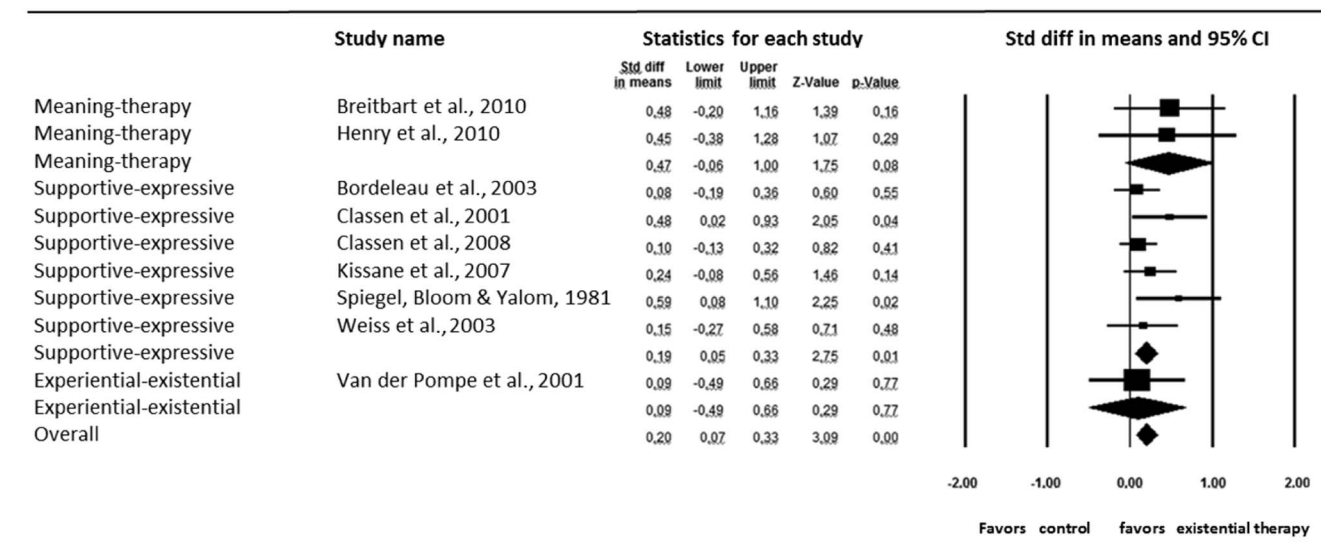 Study name Statistics for each study Std diff in means and 95% CI
Std diff in means Lower limit Upper limit Z-Value p-Value
Meaning-therapy Breitbart et al., 2010 0,48 -0,20 1,16 1,39 0,16
Meaning-therapy Henry et al., 2010 0,45 -0,38 1,28 1,07 0,29
Meaning-therapy 0,47 -0,06 1,00 1,75 0,08
Supportive-expressive Bordeleau et al., 2003 0,08 -0,19 0,36 0,60 0,55
Supportive-expressive Classen et al., 2001 0,48 0,02 0,93 2,05 0,04
Supportive-expressive Classen et al., 2008 0,10 -0,13 0,32 0,82 0,41
Supportive-expressive Kissane et al., 2007 0,24 -0,08 0,56 1,46 0,14
Supportive-expressive Spiegel, Bloom & Yalom, 1981 0,59 0,08 1,10 2,25 0,02
Supportive-expressive Weiss et al., 2003 0,15 -0,27 0,58 0,71 0,48
Supportive-expressive 0,19 0,05 0,33 2,75 0,01
Experiential-existential Van der Pompe et al., 2001 0,09 -0,49 0,66 0,29 0,77
Experiential-existential 0,09 -0,49 0,66 0,29 0,77
Overall 0,20 0,07 0,33 3,09 0,00
-2.00 -1.00 0,00 1.00 2.00
Favors control favors existential therapy